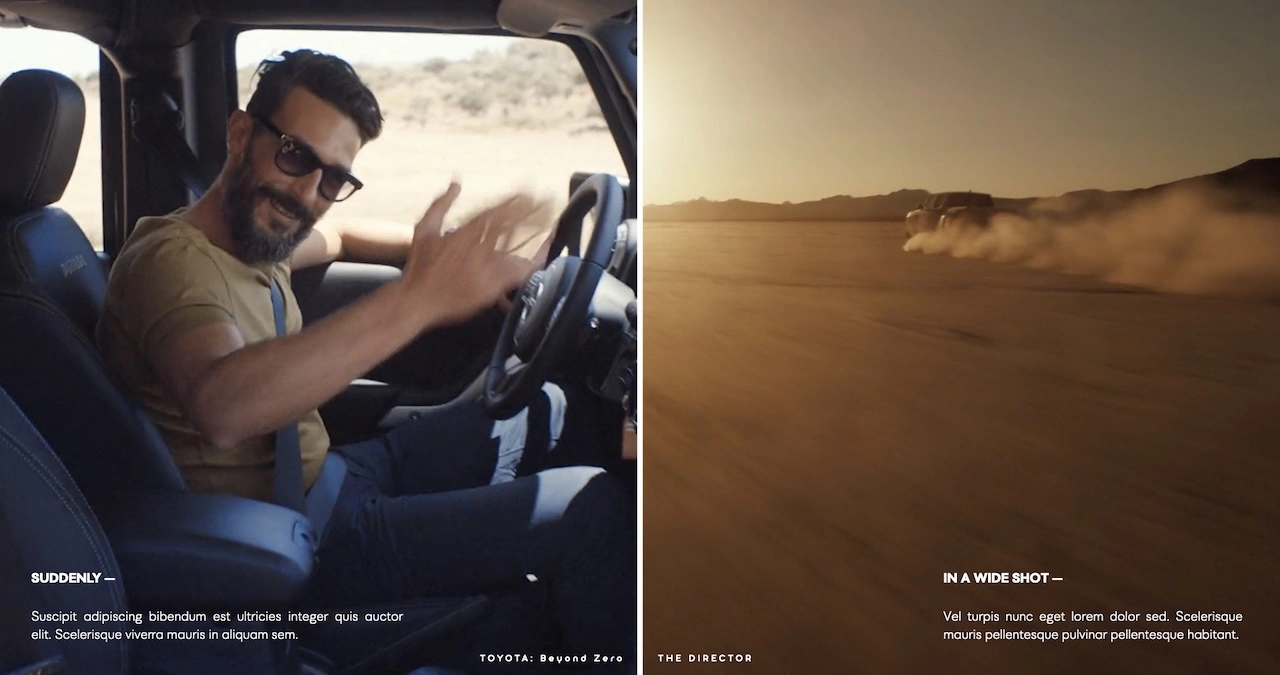 SUDDENLY —
Suscipit adipiscing bibendum est ultricies integer quis auctor
elit. Scelerisque viverra mauris in aliquam sem.
TOYOTA: Beyond Zero
IN A WIDE SHOT —
Vel turpis nunc eget lorem dolor sed. Scelerisque
mauris pellentesque pulvinar pellentesque habitant.
THE DIRECTOR